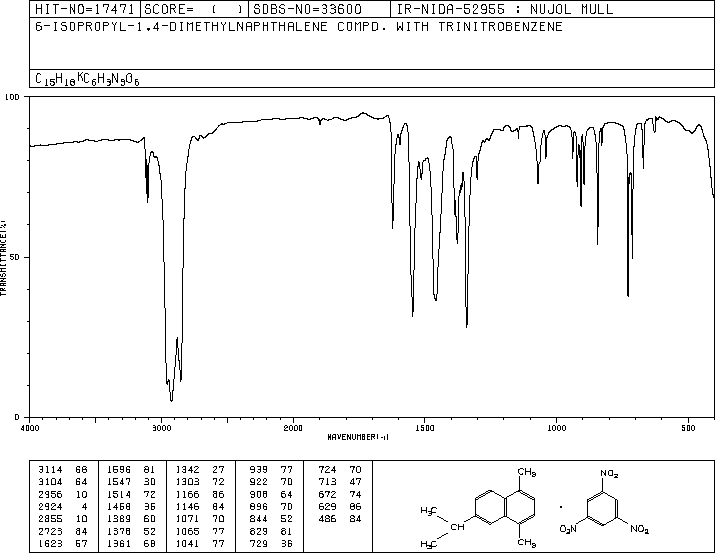 HIT-NO=17471 SCORE= ( ) SDBS-NO=33600 IR-NIDA-52955 : NUJOL MULL
6-ISOPROPYL-1,4-DIMETHYLNAPHTHALENE COMPD. WITH TRINITROBENZENE
C15H18·C6H3N3O6
100
50
0
TRANSMITTANCE(%)
4000 3000 2000 1500 1000 500
WAVENUMBER(-1)
3114 66 1596 81 1342 27 939 77 724 70
3104 64 1547 30 1303 72 922 70 713 47
2956 10 1514 72 1166 86 908 64 672 74
2924 4 1458 36 1146 84 896 70 629 86
2855 10 1389 60 1071 70 844 52 486 84
2723 84 1378 52 1065 77 829 81
1623 57 1361 68 1041 77 729 36
CH3
NO2
H3C
CH
H3C
CH3
O2N
NO2